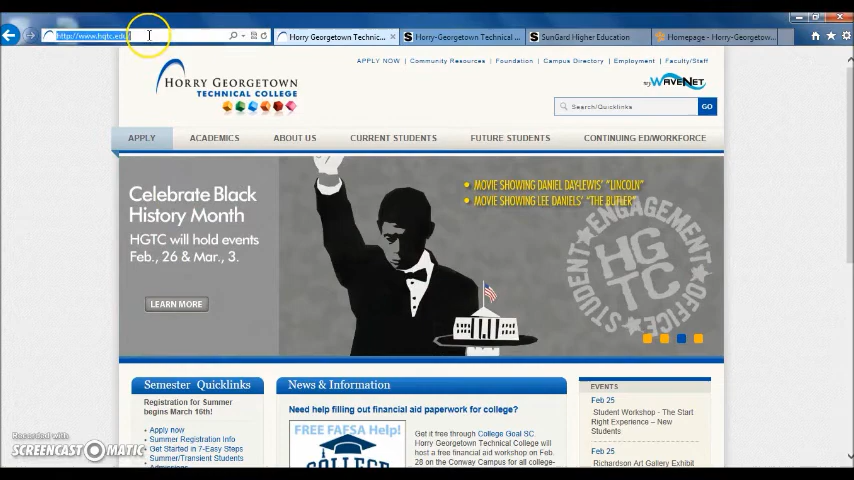 http://www.hgtc.edu/
Horry Georgetown Technic...
Horry-Georgetown Technical ...
SunGard Higher Education
Homepage - Horry-Georgetow...
APPLY NOW | Community Resources | Foundation | Campus Directory | Employment | Faculty/Staff
HORRY GEORGETOWN
TECHNICAL COLLEGE
my WAVENET
Search/Quicklinks
GO
APPLY
ACADEMICS
ABOUT US
CURRENT STUDENTS
FUTURE STUDENTS
CONTINUING ED/WORKFORCE
Celebrate Black
History Month
HGTC will hold events
Feb., 26 & Mar., 3.
LEARN MORE
• MOVIE SHOWING DANIEL DAY-LEWIS' "LINCOLN"
• MOVIE SHOWING LEE DANIELS' "THE BUTLER"
STUDENT ENGAGEMENT OFFICE
HG
TC
Semester Quicklinks
Registration for Summer
begins March 16th!
• Apply now
• Summer Registration Info
• Get Started in 7-Easy Steps
• Summer/Transient Students
• Admissions
News & Information
Need help filling out financial aid paperwork for college?
FREE FAFSA Help!
COLLEGE
Get it free through College Goal SC.
Horry Georgetown Technical College will
host a free financial aid workshop on Feb.
28 on the Conway Campus for all college-
EVENTS
Feb 25
Student Workshop - The Start
Right Experience – New
Students
Feb 25
Richardson Art Gallery Exhibit
Recorded with
SCREENCAST-O-MATIC